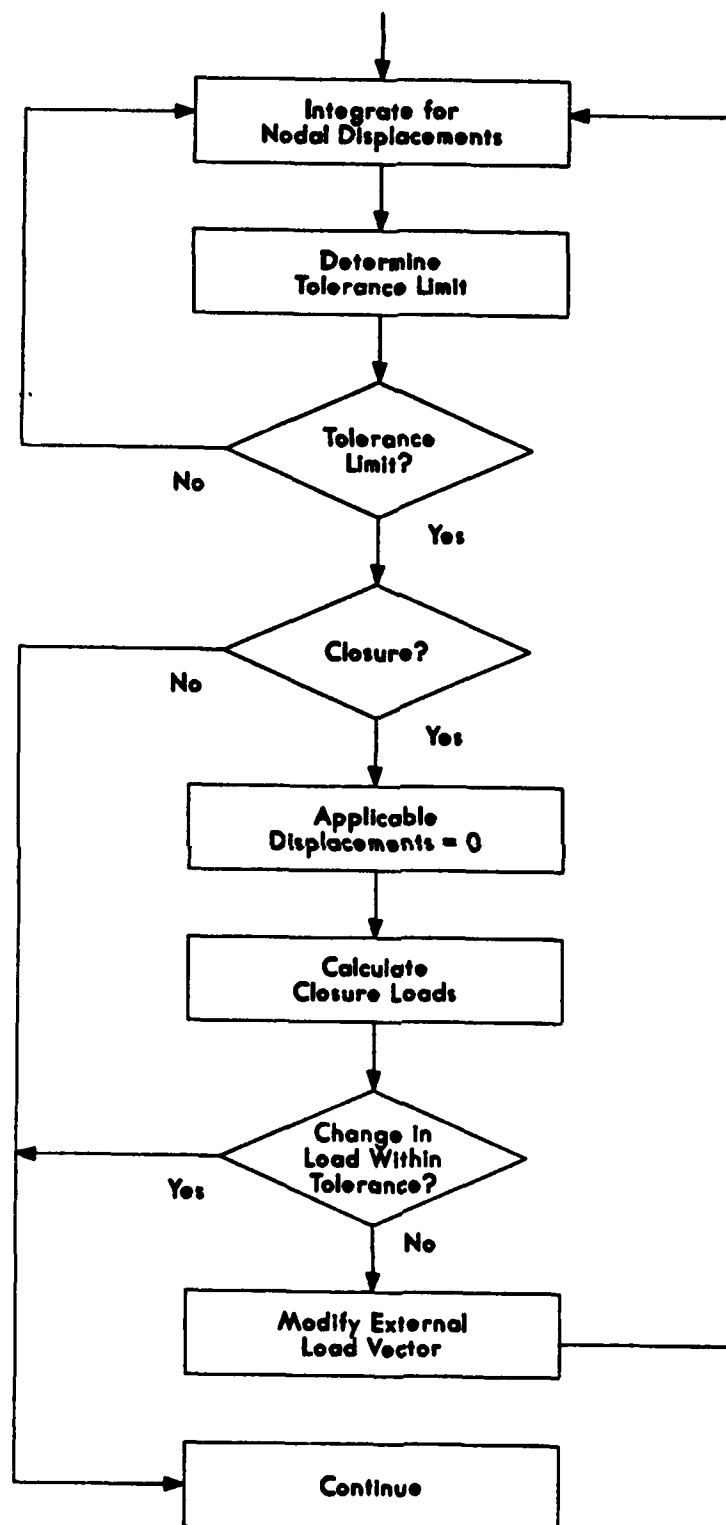 Integrate for
Nodal Displacements
Determine
Tolerance Limit
Tolerance
Limit?
No
Yes
Closure?
No
Yes
Applicable
Displacements = 0
Calculate
Closure Loads
Change in
Load Within
Tolerance?
Yes
No
Modify External
Load Vector
Continue